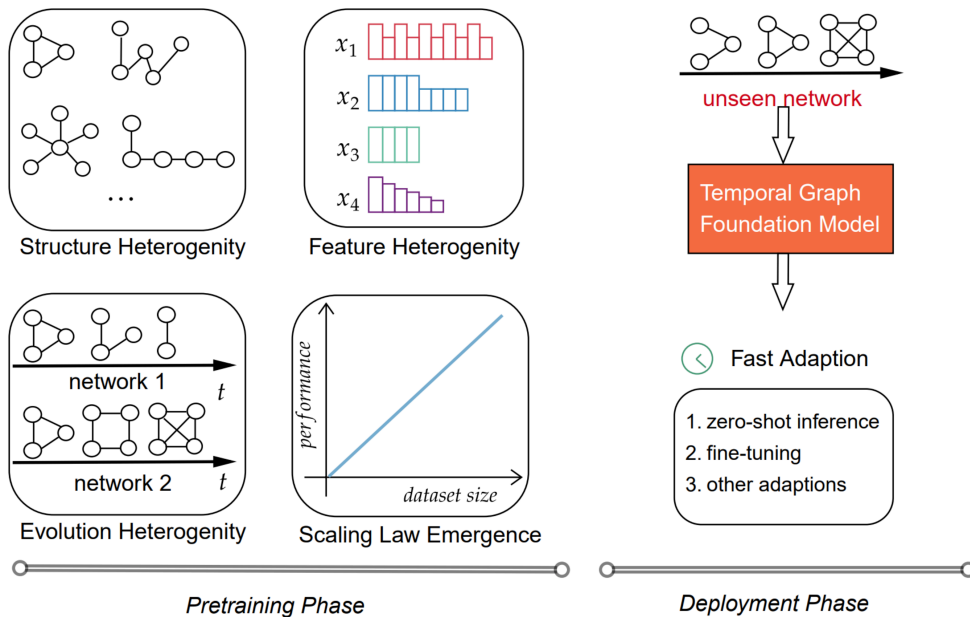 ...
Structure Heterogenity
x1
x2
x3
x4
Feature Heterogenity
network 1
t
network 2
t
Evolution Heterogenity
performance
dataset size
Scaling Law Emergence
Pretraining Phase
unseen network
Temporal Graph
Foundation Model
Fast Adaption
1. zero-shot inference
2. fine-tuning
3. other adaptions
Deployment Phase